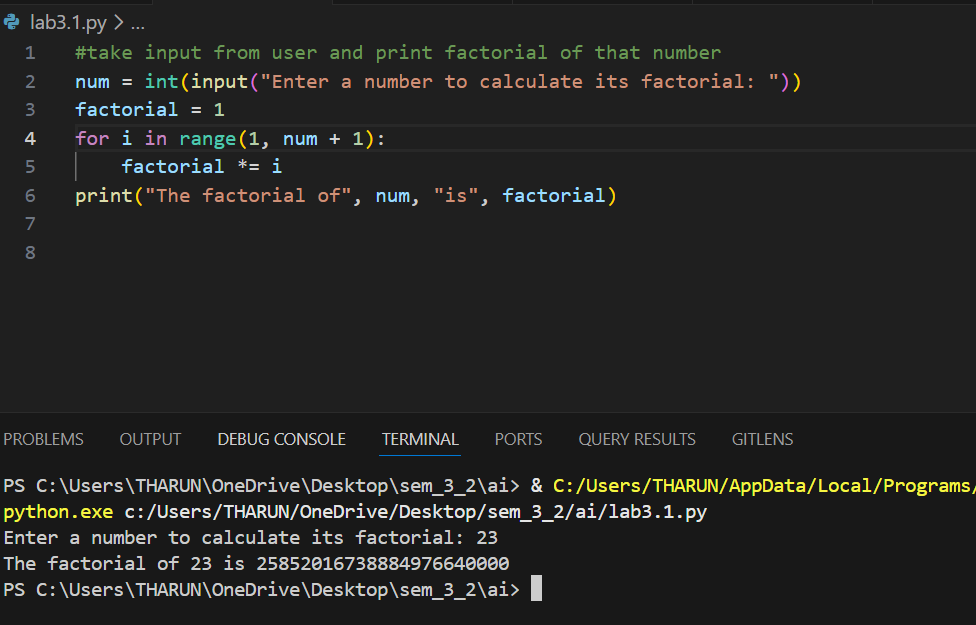 lab3.1.py > ...
1 #take input from user and print factorial of that number
2 num = int(input("Enter a number to calculate its factorial: "))
3 factorial = 1
4 for i in range(1, num + 1):
5     factorial *= i
6 print("The factorial of", num, "is", factorial)
7
8
PROBLEMS OUTPUT DEBUG CONSOLE TERMINAL PORTS QUERY RESULTS GITLENS
PS C:\Users\THARUN\OneDrive\Desktop\sem_3_2\ai> & C:/Users/THARUN/AppData/Local/Programs/
python.exe c:/Users/THARUN/OneDrive/Desktop/sem_3_2/ai/lab3.1.py
Enter a number to calculate its factorial: 23
The factorial of 23 is 25852016738884976640000
PS C:\Users\THARUN\OneDrive\Desktop\sem_3_2\ai>